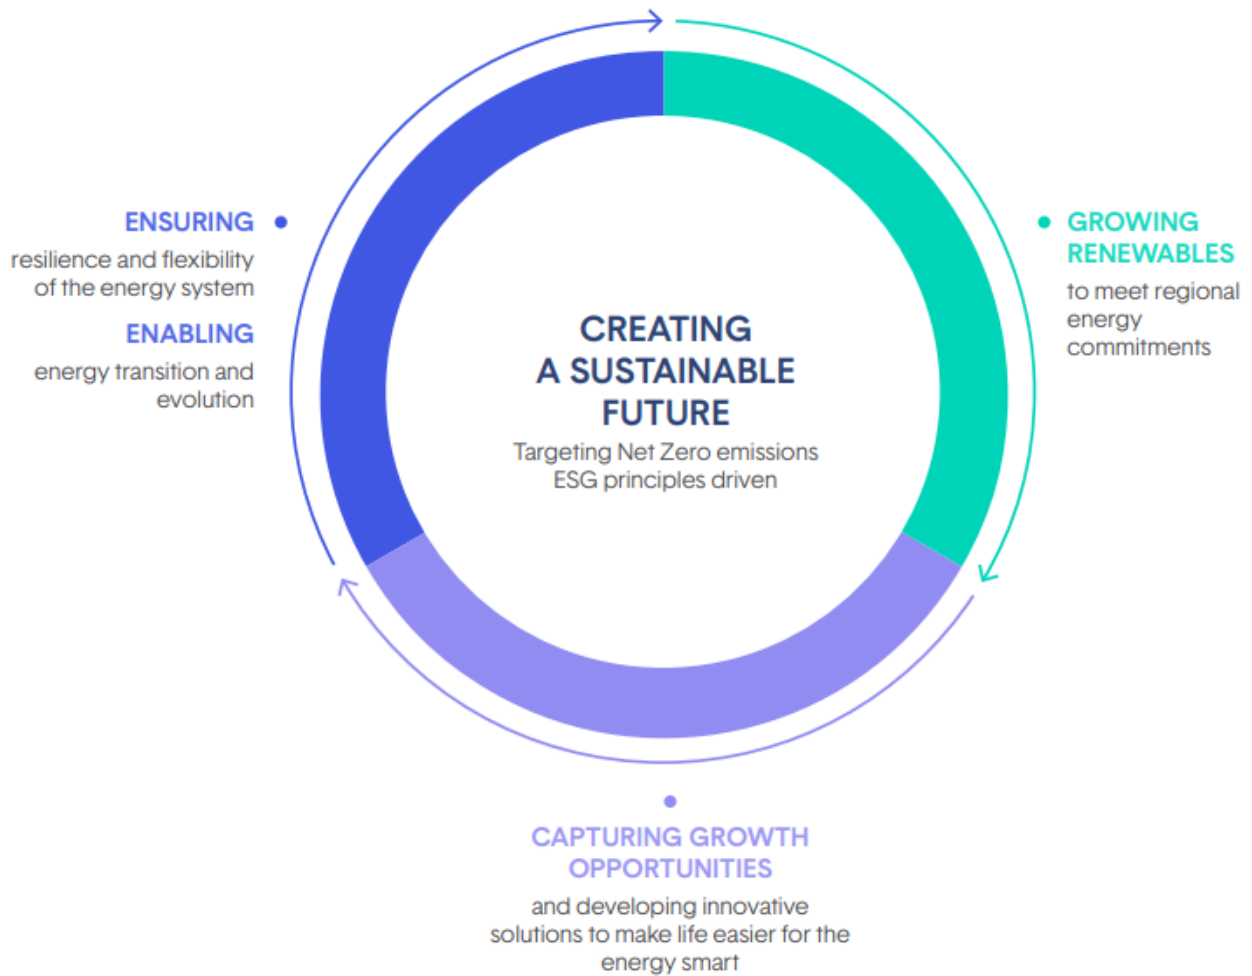 ENSURING
resilience and flexibility
of the energy system
ENABLING
energy transition and
evolution
CREATING
A SUSTAINABLE
FUTURE
Targeting Net Zero emissions
ESG principles driven
GROWING
RENEWABLES
to meet regional
energy
commitments
CAPTURING GROWTH
OPPORTUNITIES
and developing innovative
solutions to make life easier for the
energy smart